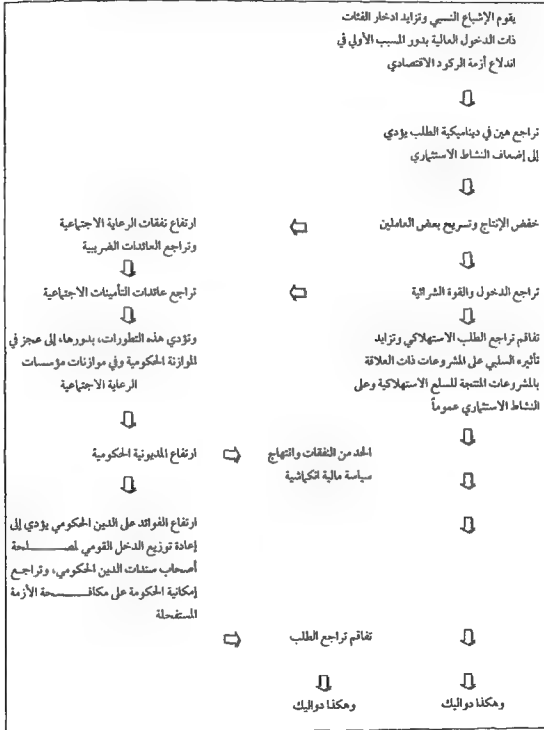 يقوم الإشباع النسبي وتزايد ادخار الفئات
ذات الدخول العالية بدور المسبب الأولي في
اندلاع أزمة الركود الاقتصادي
تراجع هين في ديناميكية الطلب يؤدي
إلى إضعاف النشاط الاستثماري
خفض الإنتاج وتسريح بعض العاملين
ارتفاع نفقات الرعاية الاجتماعية
وتراجع العائدات الضريبية
تراجع الدخول والقوة الشرائية
تراجع عائدات التأمينات الاجتماعية
تفاقم تراجع الطلب الاستهلاكي وتزايد
تأثيره السلبي على المشروعات ذات العلاقة
بالمشروعات المنتجة للسلع الاستهلاكية وعلى
النشاط الاستثماري عموماً
وتؤدي هذه التطورات، بدورها، إلى عجز في
الموازنة الحكومية وفي موازنات مؤسسات
الرعاية الاجتماعية
الحد من النفقات وانتهاج
سياسة مالية انكماشية
ارتفاع المديونية الحكومية
ارتفاع الفوائد على الدين الحكومي يؤدي إلى
إعادة توزيع الدخل القومي لمصلحة
أصحاب سندات الدين الحكومي، وتراجع
إمكانية الحكومة على مكافحة الأزمة
المستفحلة
تفاقم تراجع الطلب
وهكذا دواليك
وهكذا دواليك